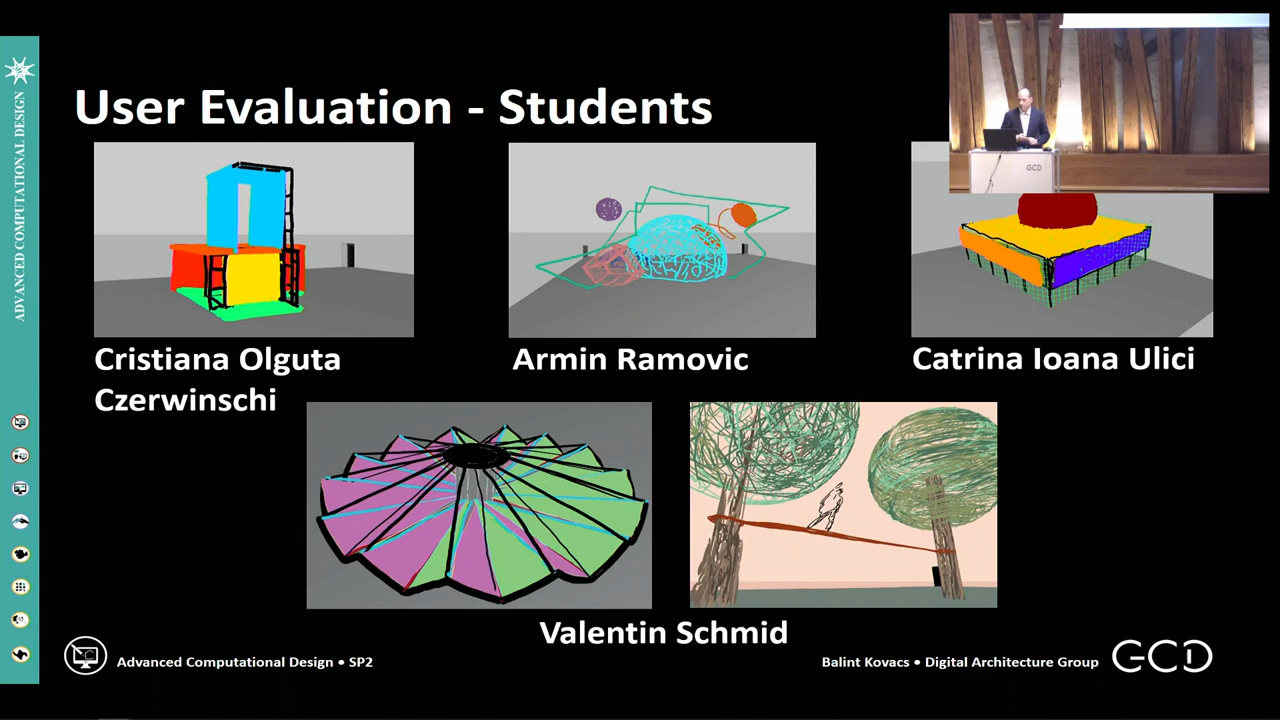 ADVANCED COMPUTATIONAL DESIGN
User Evaluation - Students
GCD
Cristiana Olguta
Czerwinschi
Armin Ramovic
Catrina Ioana Ulici
Valentin Schmid
Advanced Computational Design • SP2
Balint Kovacs • Digital Architecture Group
GCD